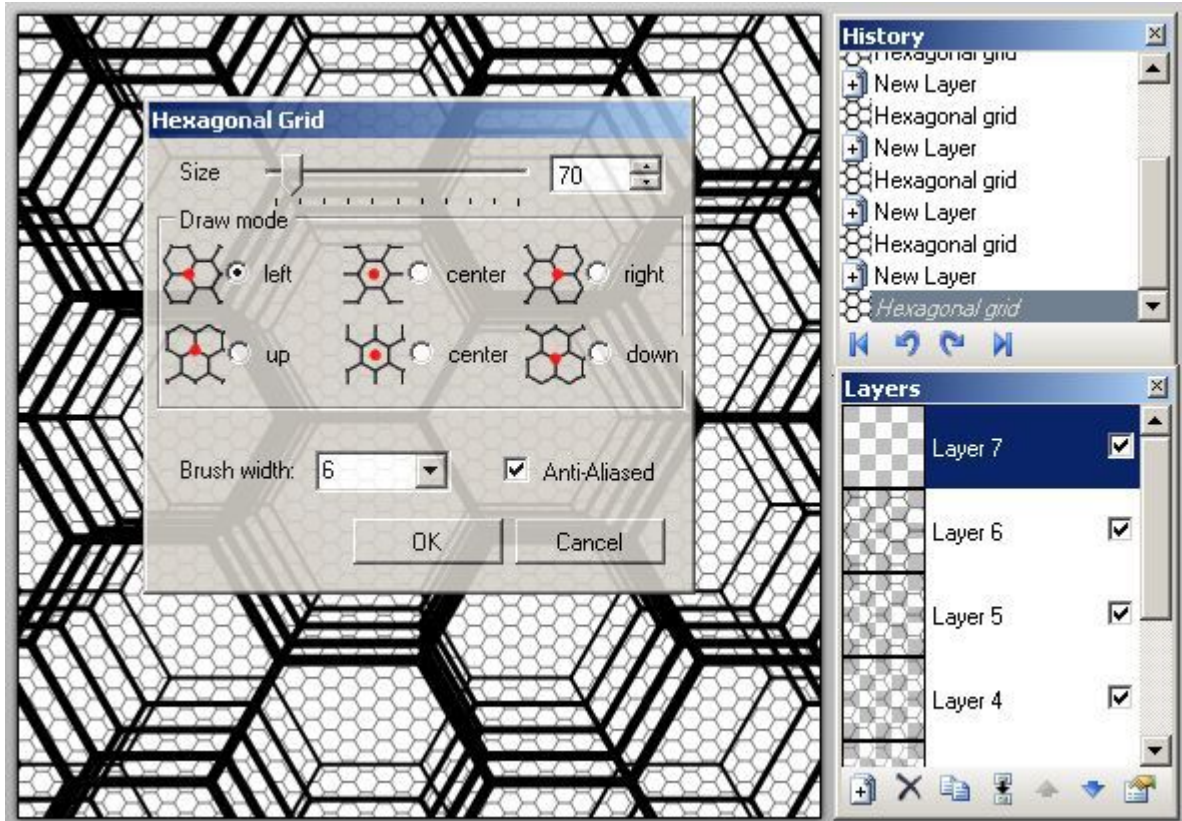 Hexagonal Grid
Size
70
Draw mode
left
center
right
up
center
down
Brush width:
6
Anti-Aliased
OK
Cancel
History
Hexagonal grid
New Layer
Hexagonal grid
New Layer
Hexagonal grid
New Layer
Hexagonal grid
New Layer
Hexagonal grid
Layers
Layer 7
Layer 6
Layer 5
Layer 4